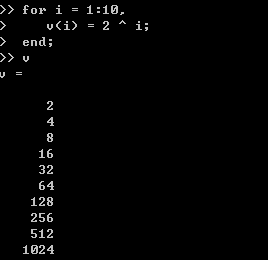 >> for i = 1:10,
>    v(i) = 2 ^ i;
>  end;
>> v
v =
2
4
8
16
32
64
128
256
512
1024